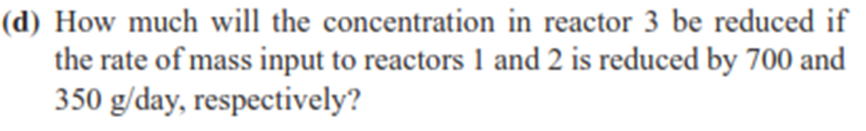 (d) How much will the concentration in reactor 3 be reduced if
the rate of mass input to reactors 1 and 2 is reduced by 700 and
350 g/day, respectively?